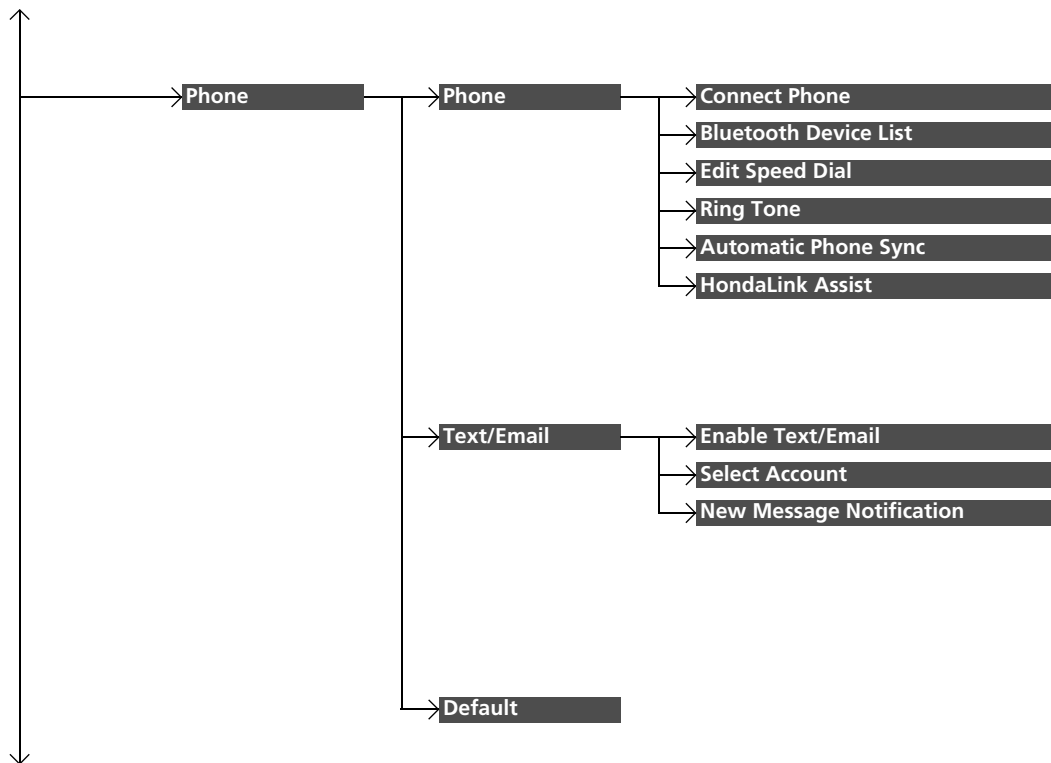 Phone
Phone
Connect Phone
Bluetooth Device List
Edit Speed Dial
Ring Tone
Automatic Phone Sync
HondaLink Assist
Text/Email
Enable Text/Email
Select Account
New Message Notification
Default